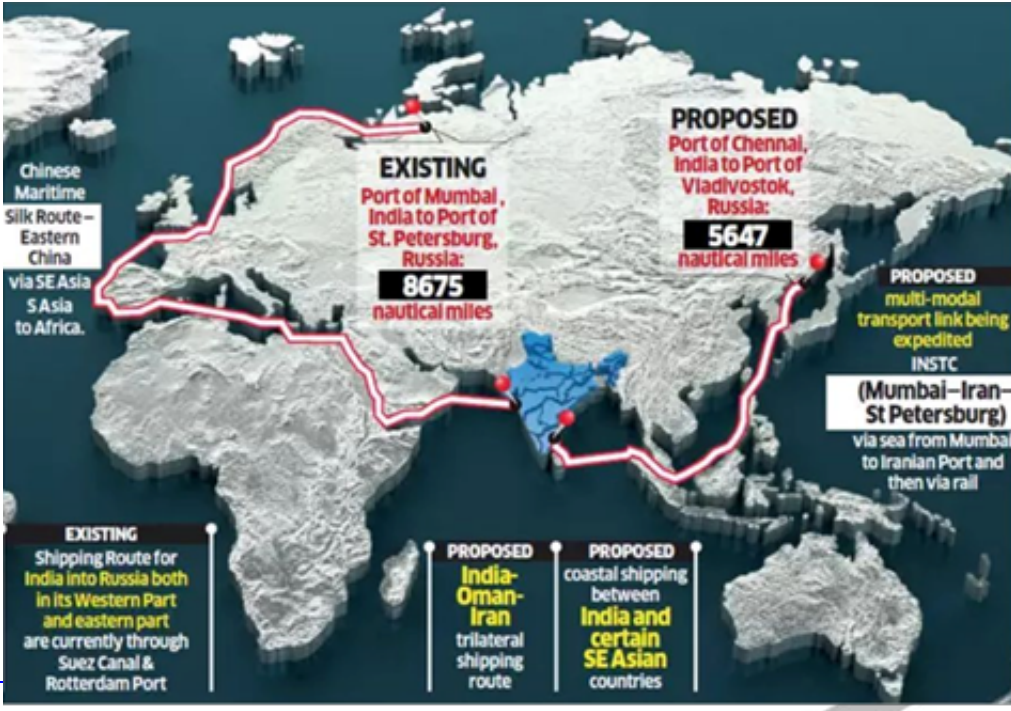 Chinese
Maritime
Silk Route –
Eastern
China
via SE Asia
S Asia
to Africa.
EXISTING
Port of Mumbai,
India to Port of
St. Petersburg,
Russia:
8675
nautical miles
PROPOSED
Port of Chennai,
India to Port of
Vladivostok,
Russia:
5647
nautical miles
PROPOSED
multi-modal
transport link being
expedited
INSTC
(Mumbai–Iran–
St Petersburg)
via sea from Mumbai
to Iranian Port and
then via rail
EXISTING
Shipping Route for
India into Russia both
in its Western Part
and eastern part
are currently through
Suez Canal &
Rotterdam Port
PROPOSED
India-
Oman-
Iran
trilateral
shipping
route
PROPOSED
coastal shipping
between
India and
certain
SE Asian
countries